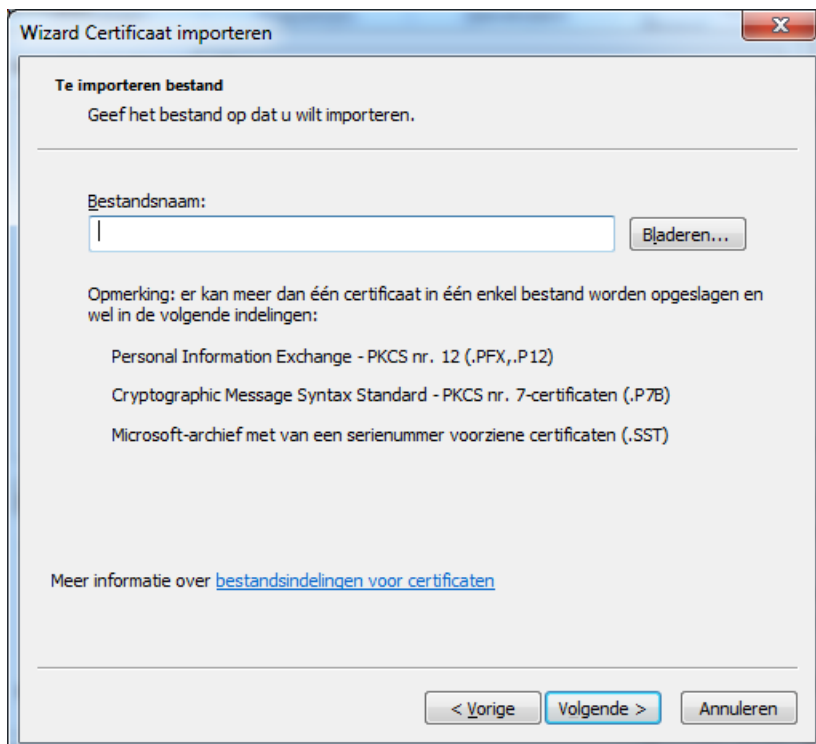 Wizard Certificaat importeren
Te importeren bestand
Geef het bestand op dat u wilt importeren.
Bestandsnaam:
Bladeren...
Opmerking: er kan meer dan één certificaat in één enkel bestand worden opgeslagen en
wel in de volgende indelingen:
Personal Information Exchange - PKCS nr. 12 (.PFX,.P12)
Cryptographic Message Syntax Standard - PKCS nr. 7-certificaten (.P7B)
Microsoft-archief met van een serienummer voorziene certificaten (.SST)
Meer informatie over bestandsindelingen voor certificaten
< Vorige Volgende > Annuleren